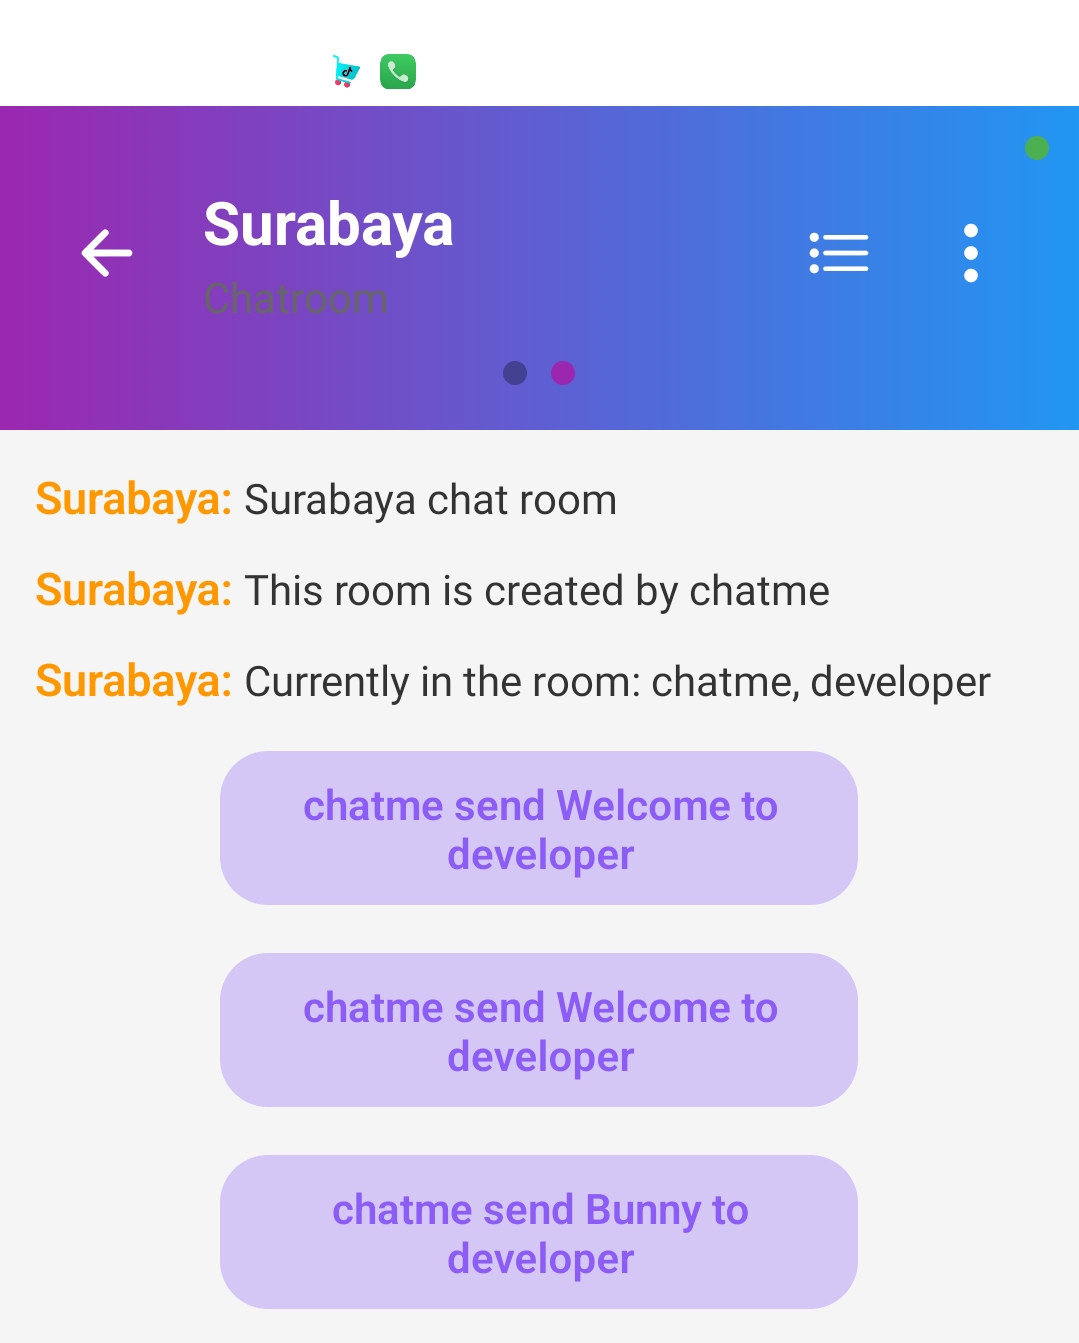 Surabaya
Chatroom
Surabaya: Surabaya chat room
Surabaya: This room is created by chatme
Surabaya: Currently in the room: chatme, developer
chatme send Welcome to
developer
chatme send Welcome to
developer
chatme send Bunny to
developer